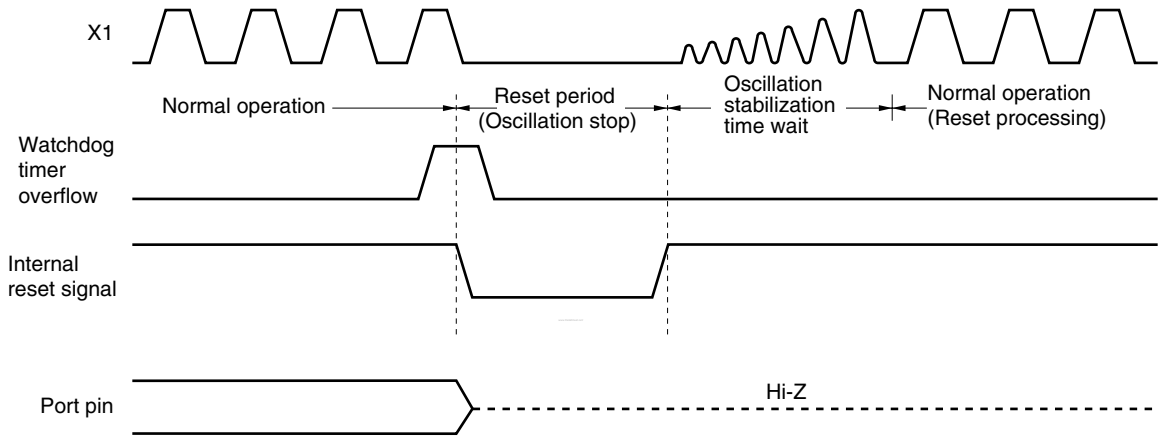 X1
Normal operation
Reset period
(Oscillation stop)
Oscillation
stabilization
time wait
Normal operation
(Reset processing)
Watchdog
timer
overflow
Internal
reset signal
Port pin
Hi-Z